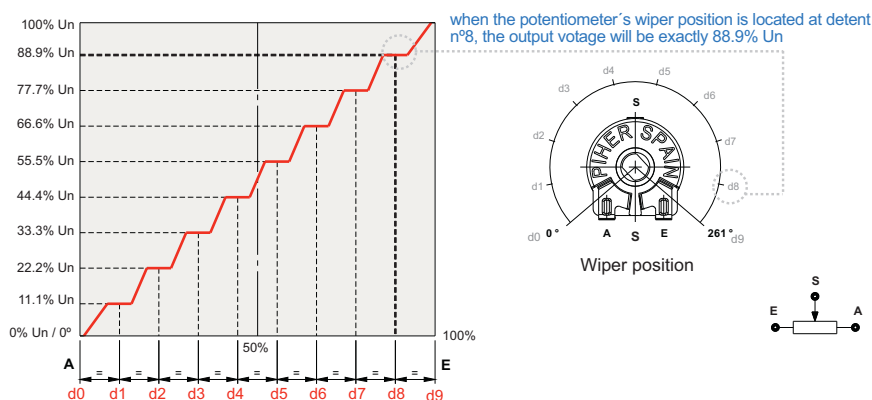 100% Un
88.9% Un
77.7% Un
66.6% Un
55.5% Un
44.4% Un
33.3% Un
22.2% Un
11.1% Un
0% Un / 0º
50%
100%
A
E
= = = = = = = = =
d0 d1 d2 d3 d4 d5 d6 d7 d8 d9
when the potentiometer´s wiper position is located at detent
nº8, the output votage will be exactly 88.9% Un
d0 d1 d2 d3 d4 d5 d6 d7 d8 d9
S
PIHER SPAIN
0 °
261 °
A S E
Wiper position
S
E A